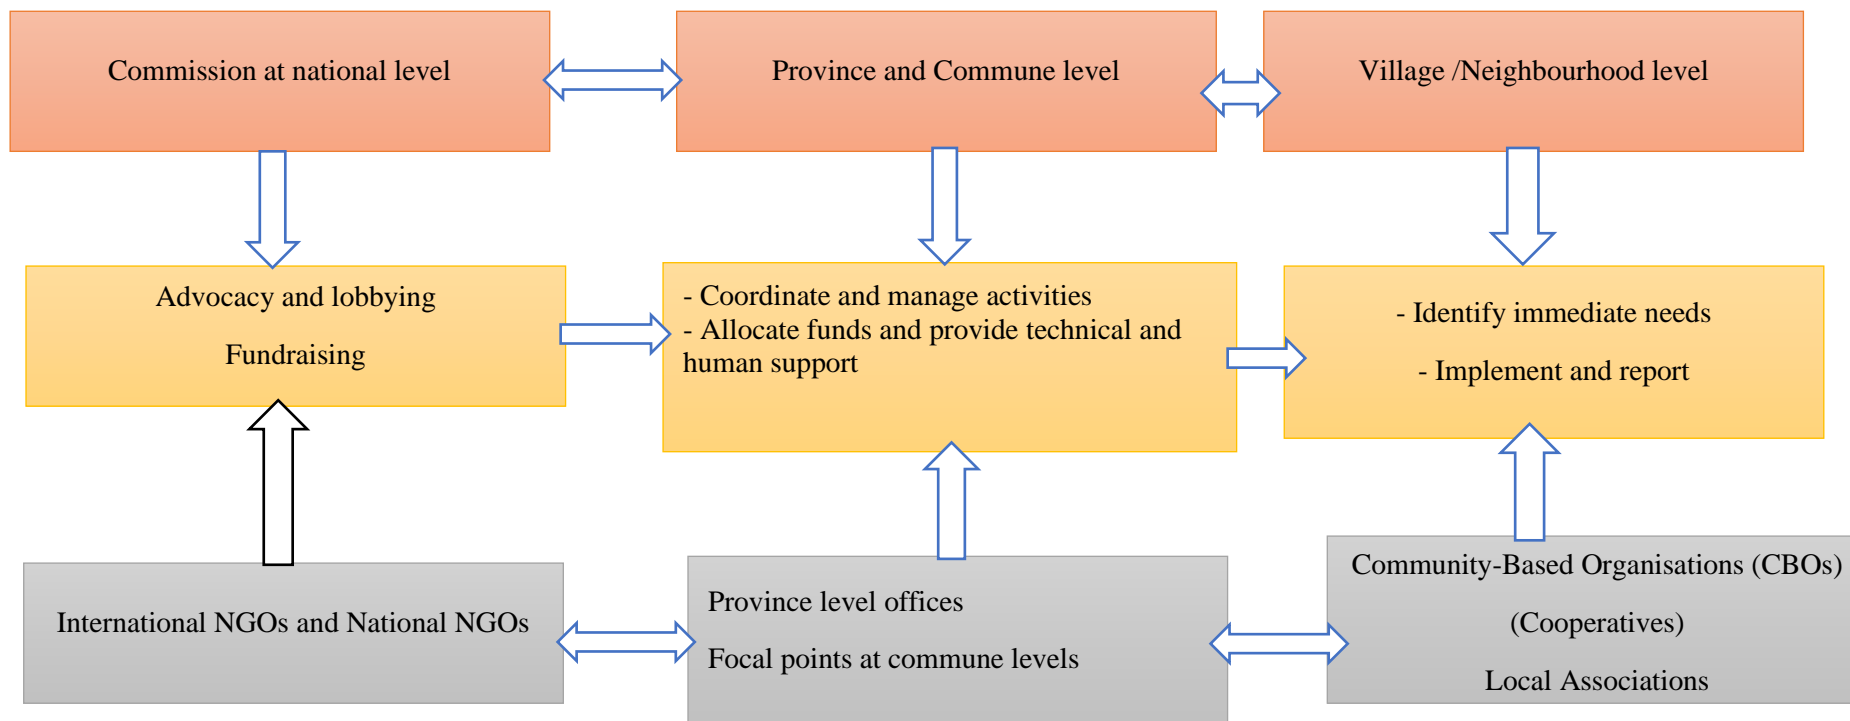 Commission at national level
Province and Commune level
Village /Neighbourhood level
Advocacy and lobbying
Fundraising
- Coordinate and manage activities
- Allocate funds and provide technical and
human support
- Identify immediate needs
- Implement and report
International NGOs and National NGOs
Province level offices
Focal points at commune levels
Community-Based Organisations (CBOs)
(Cooperatives)
Local Associations